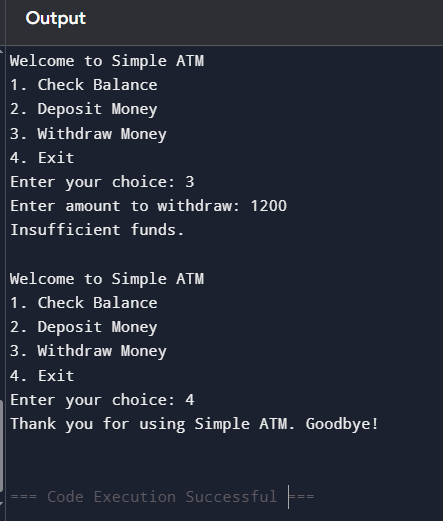 Output
Welcome to Simple ATM
1. Check Balance
2. Deposit Money
3. Withdraw Money
4. Exit
Enter your choice: 3
Enter amount to withdraw: 1200
Insufficient funds.
Welcome to Simple ATM
1. Check Balance
2. Deposit Money
3. Withdraw Money
4. Exit
Enter your choice: 4
Thank you for using Simple ATM. Goodbye!
=== Code Execution Successful ===